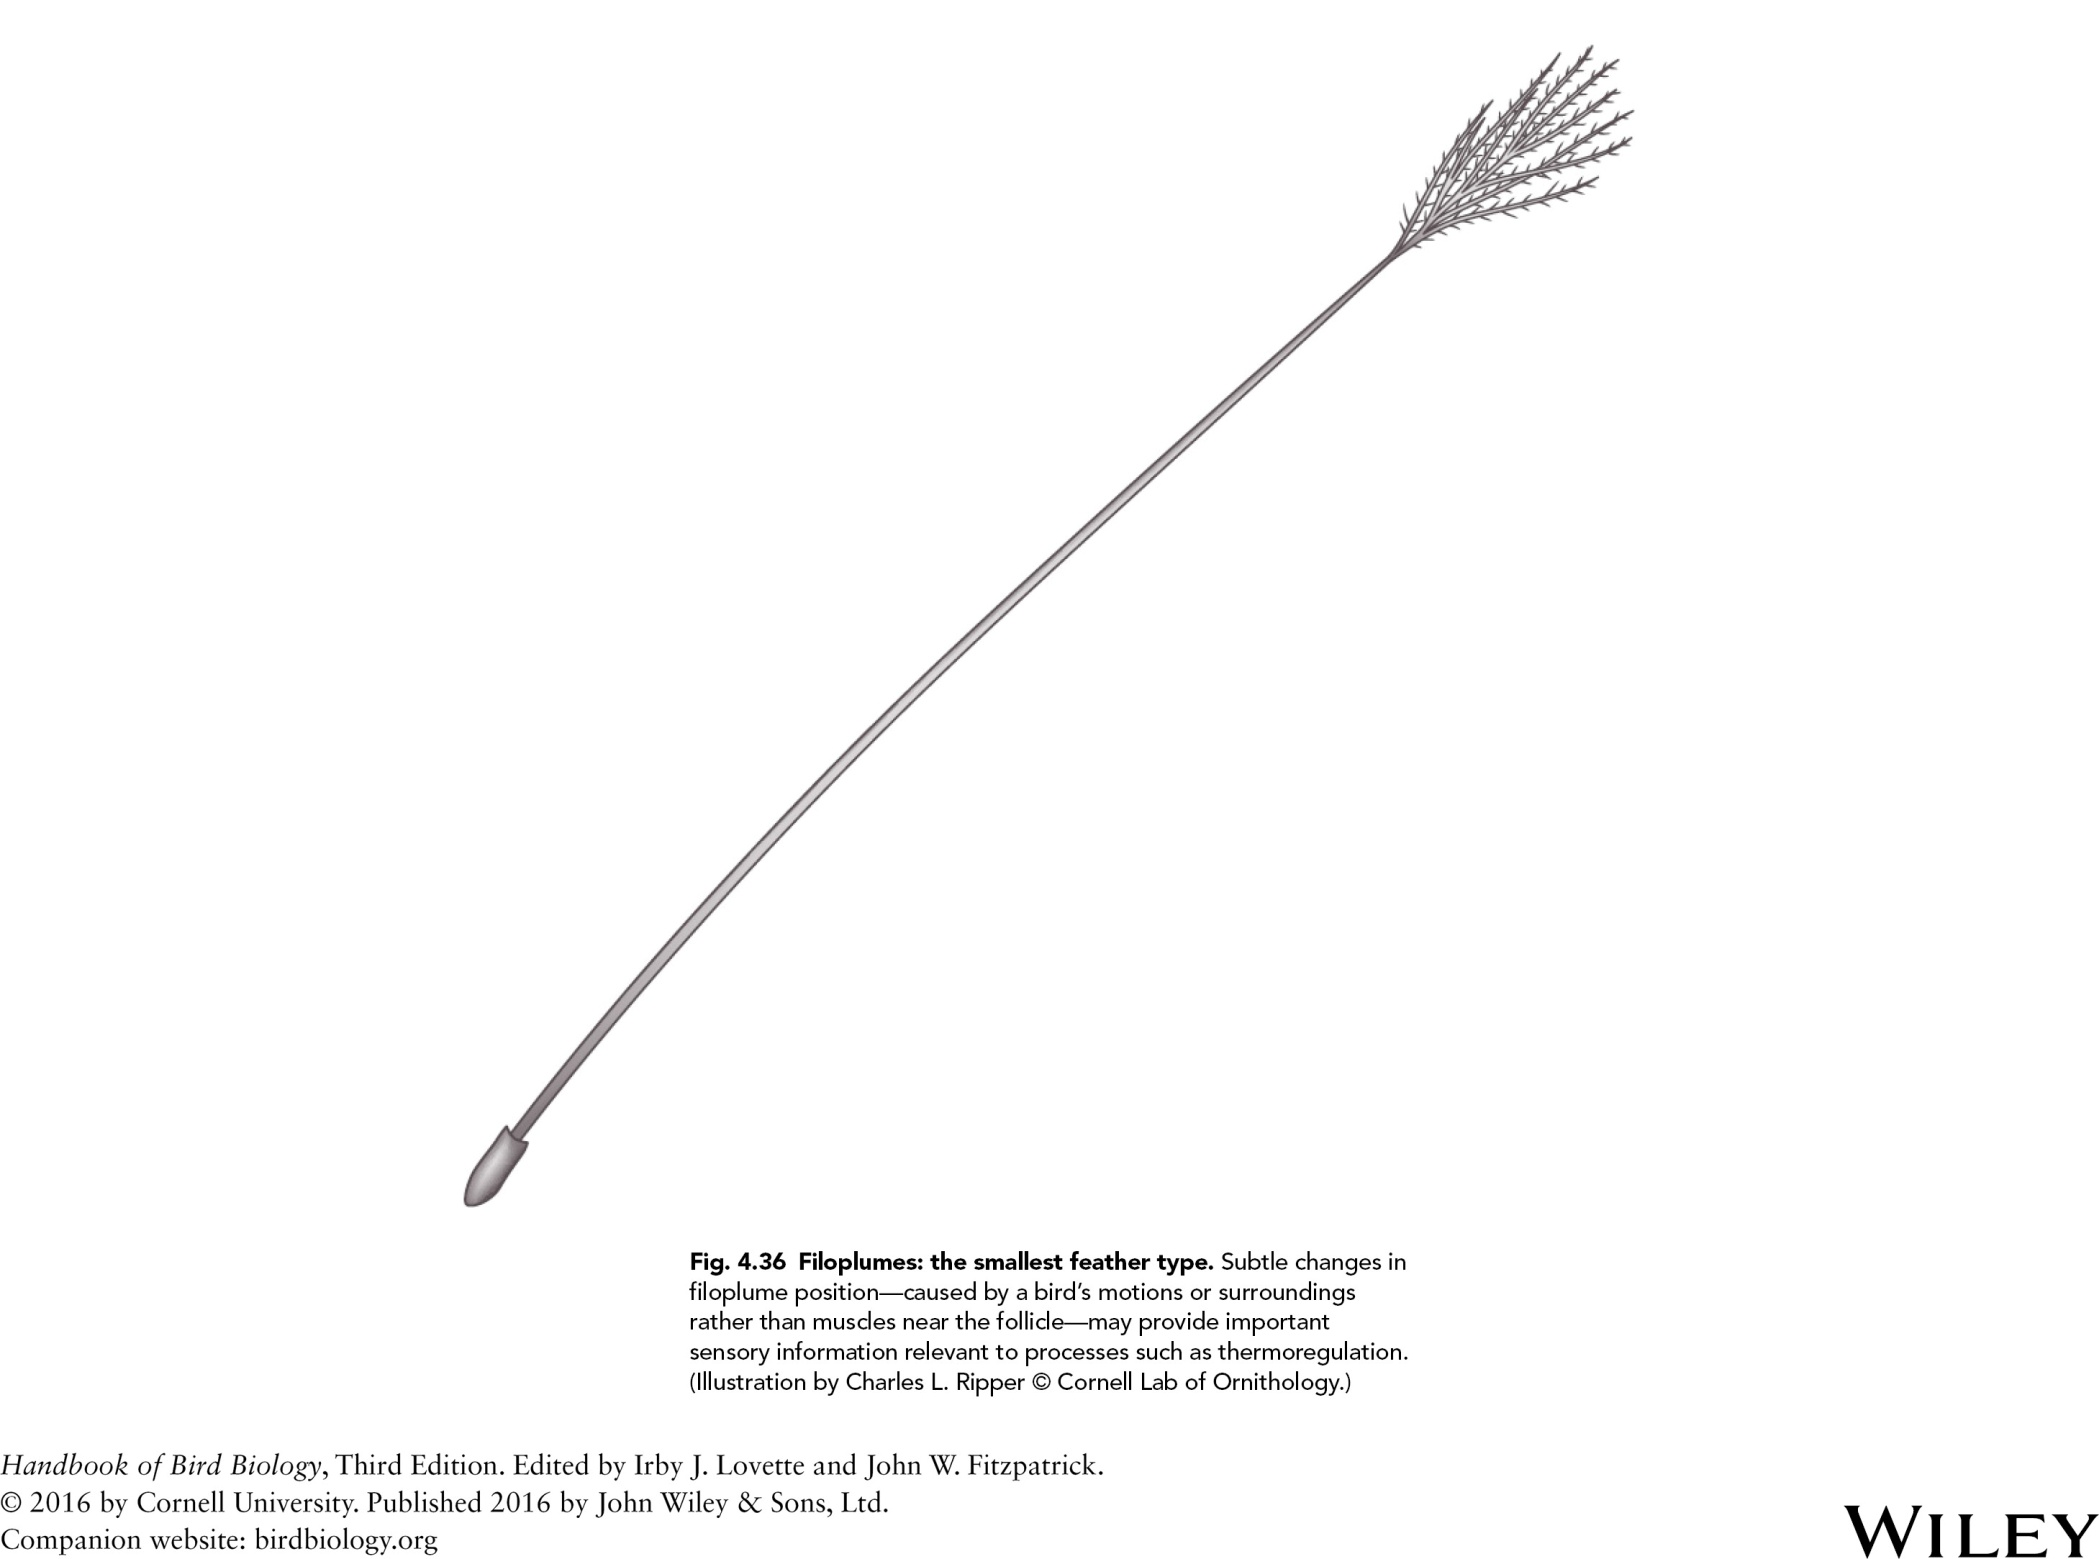 Fig. 4.36 Filoplumes: the smallest feather type. Subtle changes in
filoplume position—caused by a bird’s motions or surroundings
rather than muscles near the follicle—may provide important
sensory information relevant to processes such as thermoregulation.
(Illustration by Charles L. Ripper © Cornell Lab of Ornithology.)
Handbook of Bird Biology, Third Edition. Edited by Irby J. Lovette and John W. Fitzpatrick.
© 2016 by Cornell University. Published 2016 by John Wiley & Sons, Ltd.
Companion website: birdbiology.org
WILEY